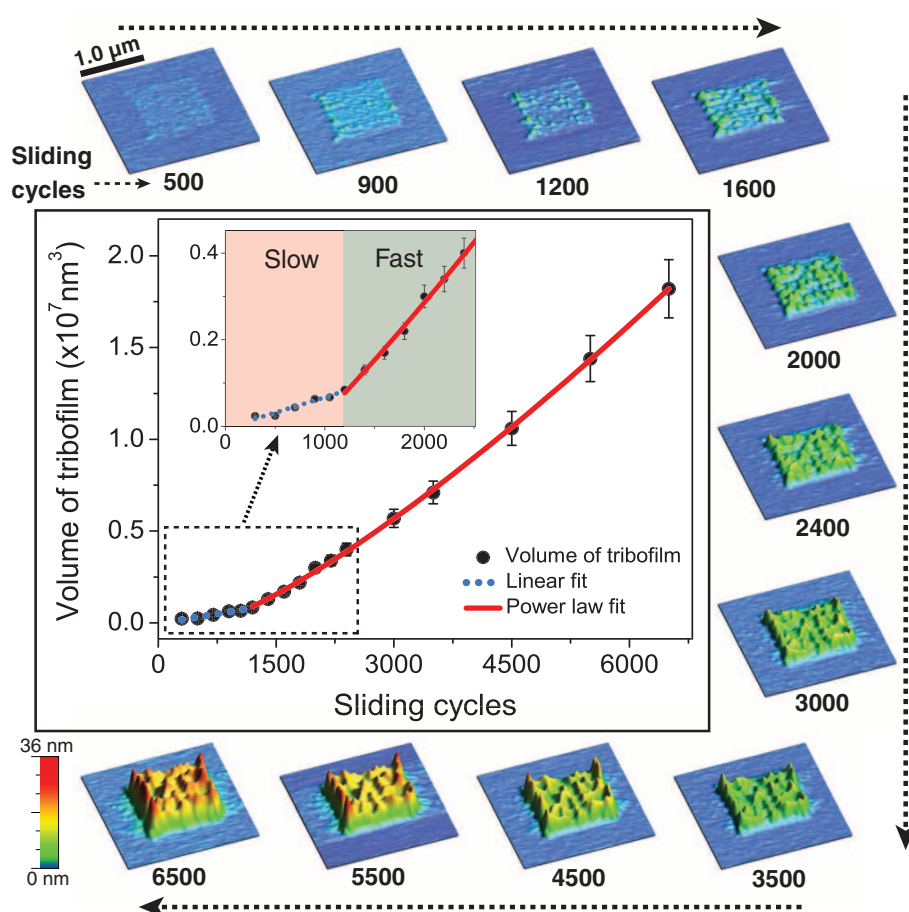 1.0 µm
Sliding
cycles
500
900
1200
1600
2000
2400
3000
3500
4500
5500
6500
Volume of tribofilm (x10⁷nm³)
2.0
1.5
1.0
0.5
0.0
0
1500
3000
4500
6000
Sliding cycles
0.4
0.2
0.0
0
1000
2000
Slow
Fast
Volume of tribofilm
Linear fit
Power law fit
36 nm
0 nm